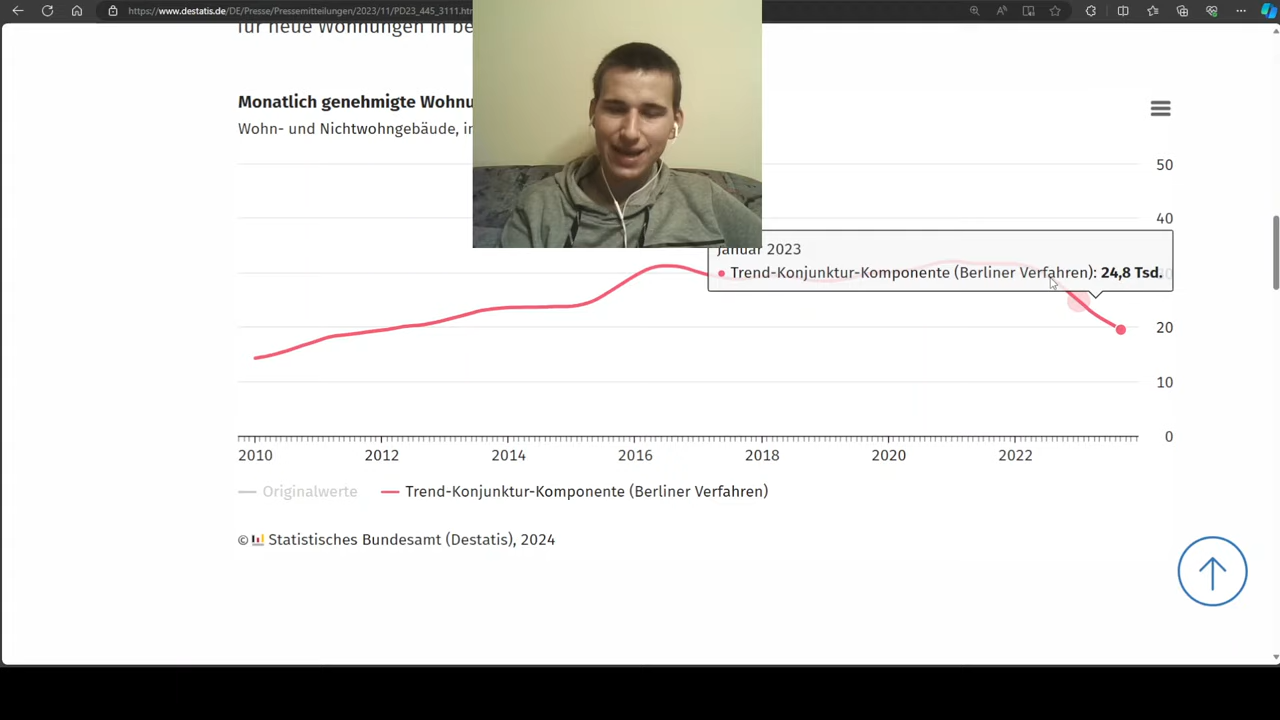 https://www.destatis.de/DE/Presse/Pressemitteilungen/2023/11/PD23_445_3111.htm
für neue Wohnungen in be
Monatlich genehmigte Wohnu
Wohn- und Nichtwohngebäude, in
50
40
Januar 2023
Trend-Konjunktur-Komponente (Berliner Verfahren): 24,8 Tsd.
20
10
0
2010 2012 2014 2016 2018 2020 2022
Originalwerte Trend-Konjunktur-Komponente (Berliner Verfahren)
© Statistisches Bundesamt (Destatis), 2024